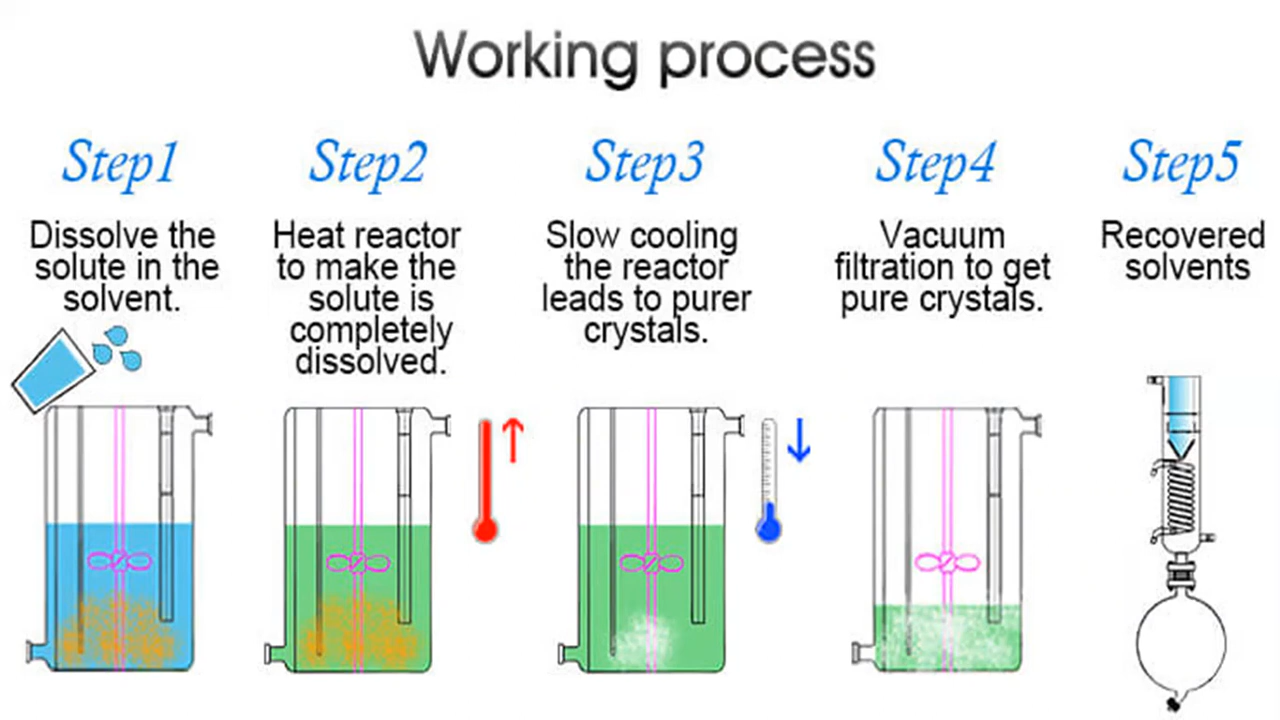 Working process
Step1
Dissolve the
solute in the
solvent.
Step2
Heat reactor
to make the
solute is
completely
dissolved.
Step3
Slow cooling
the reactor
leads to purer
crystals.
Step4
Vacuum
filtration to get
pure crystals.
Step5
Recovered
solvents